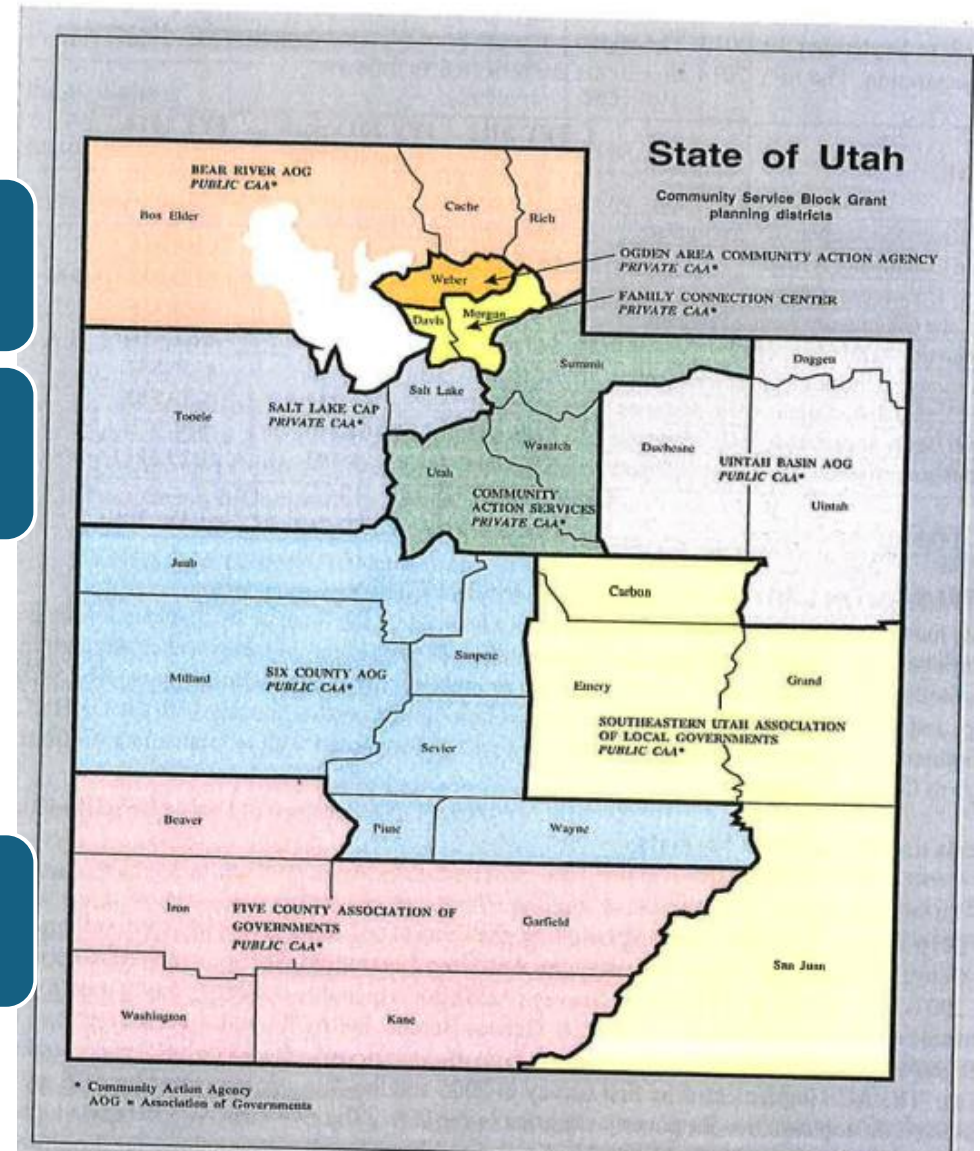 State of Utah
Community Service Block Grant
planning districts
BEAR RIVER AOG
PUBLIC CAA*
Box Elder
Cache
Rich
OGDEN AREA COMMUNITY ACTION AGENCY
PRIVATE CAA*
Weber
FAMILY CONNECTION CENTER
PRIVATE CAA*
Davis
Morgan
Summit
Daggen
Tooele
SALT LAKE CAP
PRIVATE CAA*
Salt Lake
Wasatch
Duchesne
UINTAH BASIN AOG
PUBLIC CAA*
Utah
COMMUNITY
ACTION SERVICES
PRIVATE CAA*
Uintah
Juab
Carbon
Millard
SIX COUNTY AOG
PUBLIC CAA*
Sanpete
Emery
Grand
SOUTHEASTERN UTAH ASSOCIATION
OF LOCAL GOVERNMENTS
PUBLIC CAA*
Sevier
Beaver
Piute
Wayne
Iron
FIVE COUNTY ASSOCIATION OF
GOVERNMENTS
PUBLIC CAA*
Garfield
San Juan
Washington
Kane
* Community Action Agency
AOG = Association of Governments